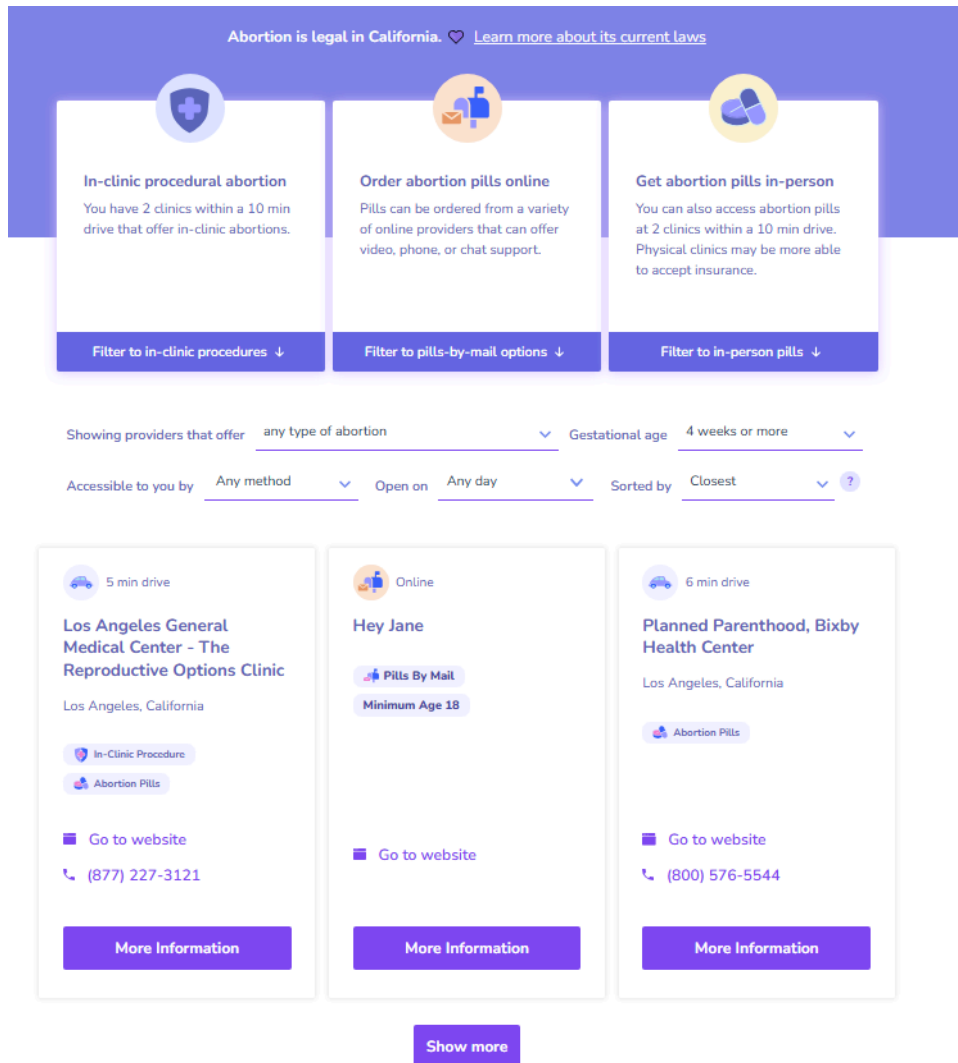 Abortion is legal in California. Learn more about its current laws
In-clinic procedural abortion
You have 2 clinics within a 10 min
drive that offer in-clinic abortions.
Filter to in-clinic procedures ↓
Order abortion pills online
Pills can be ordered from a variety
of online providers that can offer
video, phone, or chat support.
Filter to pills-by-mail options ↓
Get abortion pills in-person
You can also access abortion pills
at 2 clinics within a 10 min drive.
Physical clinics may be more able
to accept insurance.
Filter to in-person pills ↓
Showing providers that offer any type of abortion Gestational age 4 weeks or more
Accessible to you by Any method Open on Any day Sorted by Closest ?
5 min drive
Los Angeles General
Medical Center - The
Reproductive Options Clinic
Los Angeles, California
In-Clinic Procedure
Abortion Pills
Go to website
(877) 227-3121
More Information
Online
Hey Jane
Pills By Mail
Minimum Age 18
Go to website
More Information
6 min drive
Planned Parenthood, Bixby
Health Center
Los Angeles, California
Abortion Pills
Go to website
(800) 576-5544
More Information
Show more